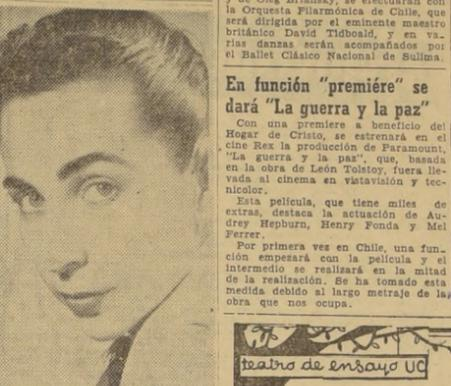 y de Oleg Briansky, se efectuarán con
la Orquesta Filarmónica de Chile, que
será dirigida por el eminente maestro
británico David Tidboald, y en va-
rias danzas serán acompañados por
el Ballet Clásico Nacional de Sulima.
En función "premiére" se
dará "La guerra y la paz"
Con una premiere a beneficio del
Hogar de Cristo, se estrenará en el
cine Rex la producción de Paramount,
"La guerra y la paz", que, basada
en la obra de León Tolstoy, fuera lle-
vada al cinema en vistavisión y tec-
nicolor.
Esta película, que tiene miles de
extras, destaca la actuación de Au-
drey Hepburn, Henry Fonda y Mel
Ferrer.
Por primera vez en Chile, una fun-
ción empezará con la película y el
intermedio se realizará en la mitad
de la realización. Se ha tomado esta
medida debido al largo metraje de la
obra que nos ocupa.
teatro de ensayo UC